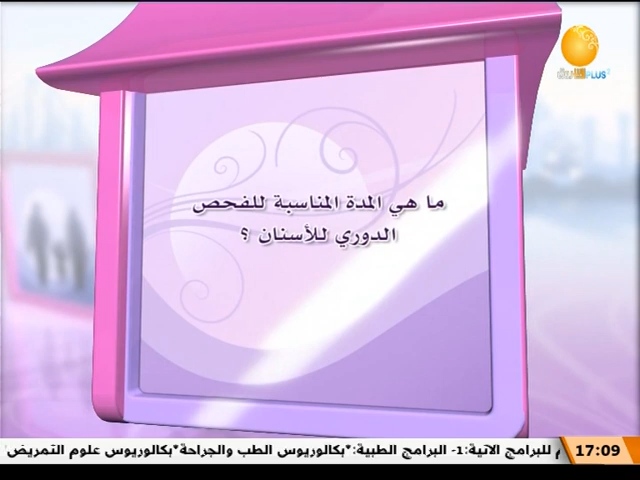 PLUS
ما هي المدة المناسبة للفحص
الدوري للأسنان ؟
م للبرامج الاتية:1- البرامج الطبية:*بكالوريوس الطب والجراحة*بكالوريوس علوم التمريض
17:09